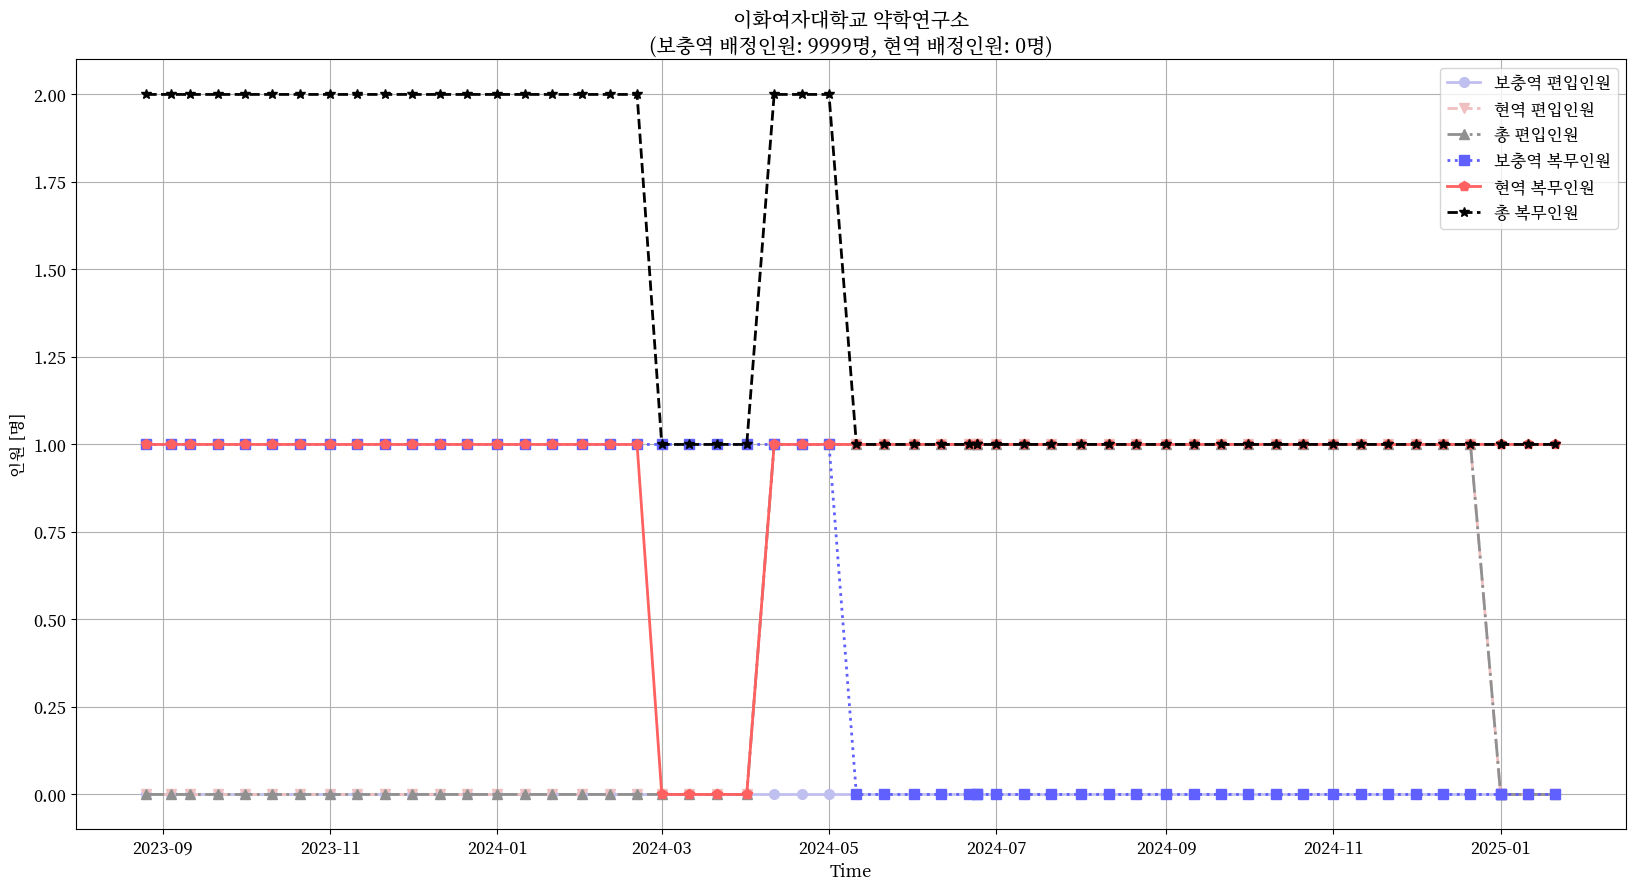 이화여자대학교 약학연구소
(보충역 배정인원: 9999명, 현역 배정인원: 0명)
보충역 편입인원
현역 편입인원
총 편입인원
보충역 복무인원
현역 복무인원
총 복무인원
2.00
1.75
1.50
1.25
1.00
0.75
0.50
0.25
0.00
인원 [명]
2023-09
2023-11
2024-01
2024-03
2024-05
2024-07
2024-09
2024-11
2025-01
Time